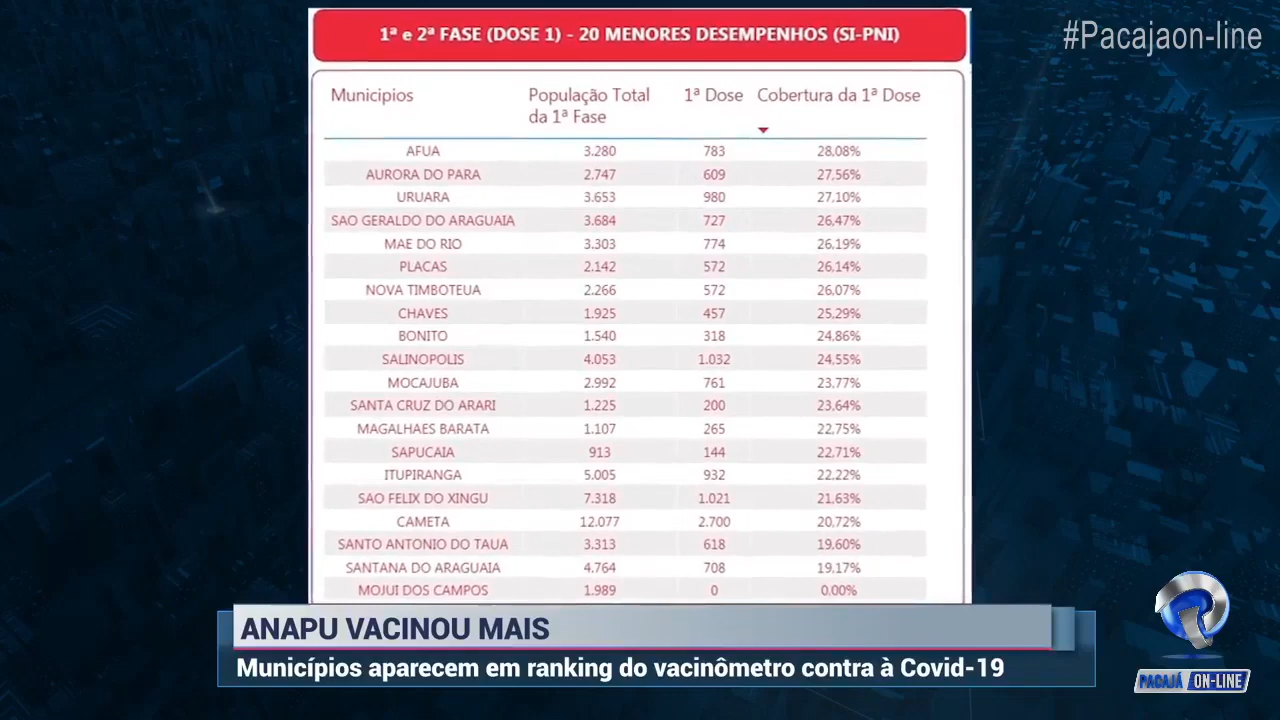 1ª e 2ª FASE (DOSE 1) - 20 MENORES DESEMPENHOS (SI-PNI)
#Pacajaon-line
Municipios População Total da 1ª Fase 1ª Dose Cobertura da 1ª Dose
AFUA 3.280 783 28,08%
AURORA DO PARA 2.747 609 27,56%
URUARA 3.653 980 27,10%
SAO GERALDO DO ARAGUAIA 3.684 727 26,47%
MAE DO RIO 3.303 774 26,19%
PLACAS 2.142 572 26,14%
NOVA TIMBOTEUA 2.266 572 26,07%
CHAVES 1.925 457 25,29%
BONITO 1.540 318 24,86%
SALINOPOLIS 4.053 1.032 24,55%
MOCAJUBA 2.992 761 23,77%
SANTA CRUZ DO ARARI 1.225 200 23,64%
MAGALHAES BARATA 1.107 265 22,75%
SAPUCAIA 913 144 22,71%
ITUPIRANGA 5.005 932 22,22%
SAO FELIX DO XINGU 7.318 1.021 21,63%
CAMETA 12.077 2.700 20,72%
SANTO ANTONIO DO TAUA 3.313 618 19,60%
SANTANA DO ARAGUAIA 4.764 708 19,17%
MOJUI DOS CAMPOS 1.989 0 0,00%
ANAPU VACINOU MAIS
Municípios aparecem em ranking do vacinômetro contra à Covid-19
PACAJÁ ON-LINE